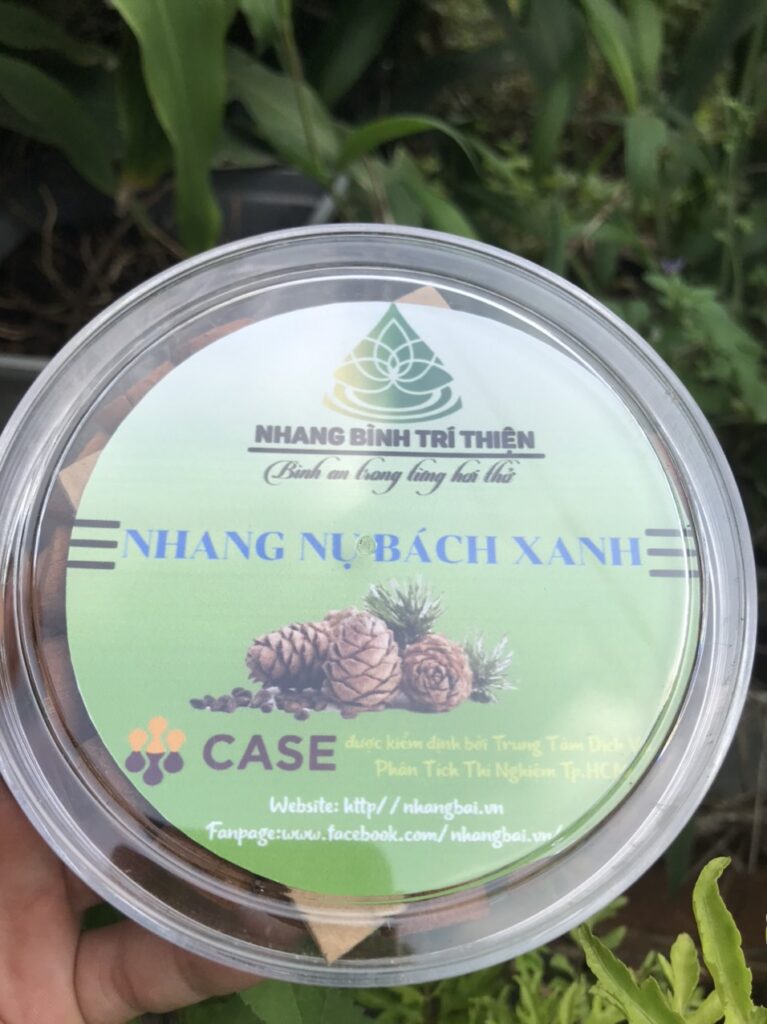 NHANG BÌNH TRÍ THIỆN
Bình an trong từng hơi thở
NHANG NỤ BÁCH XANH
CASE được kiểm định bởi Trung Tâm Dịch
Phân Tích Thí Nghiệm Tp.HCM
Website: http//nhangbai.vn
Fanpage:www.facebook.com/nhangbai.vn/